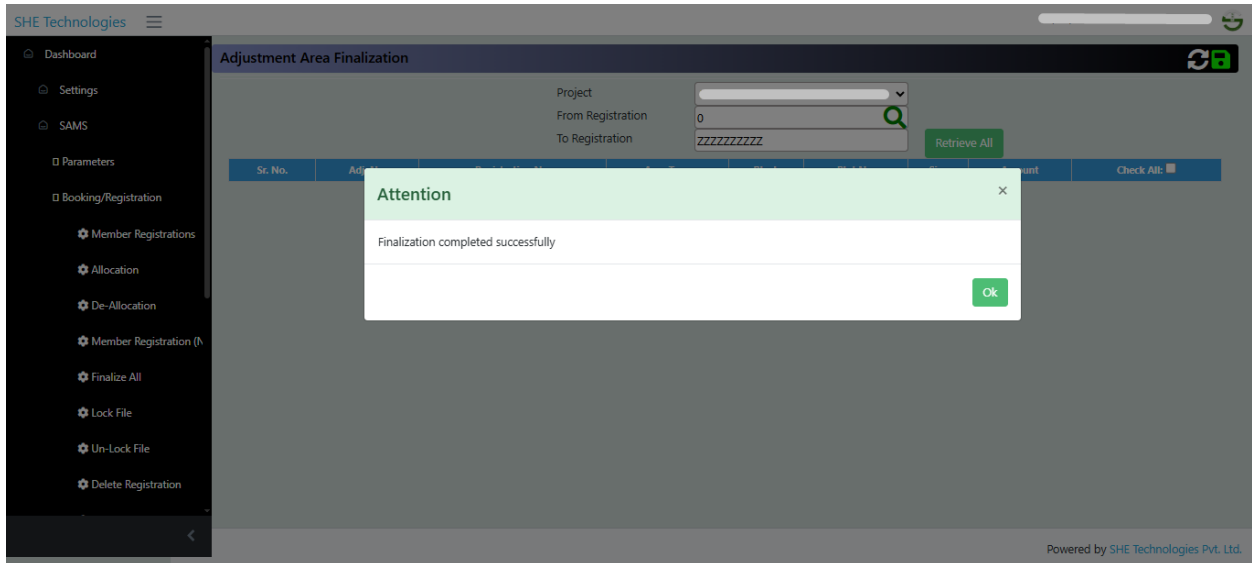 SHE Technologies
Dashboard
Settings
SAMS
Parameters
Booking/Registration
Member Registrations
Allocation
De-Allocation
Member Registration (N
Finalize All
Lock File
Un-Lock File
Delete Registration
Adjustment Area Finalization
Project
From Registration 0
To Registration ZZZZZZZZZZ
Retrieve All
Sr. No. Check All:
Attention ×
Finalization completed successfully
Ok
Powered by SHE Technologies Pvt. Ltd.